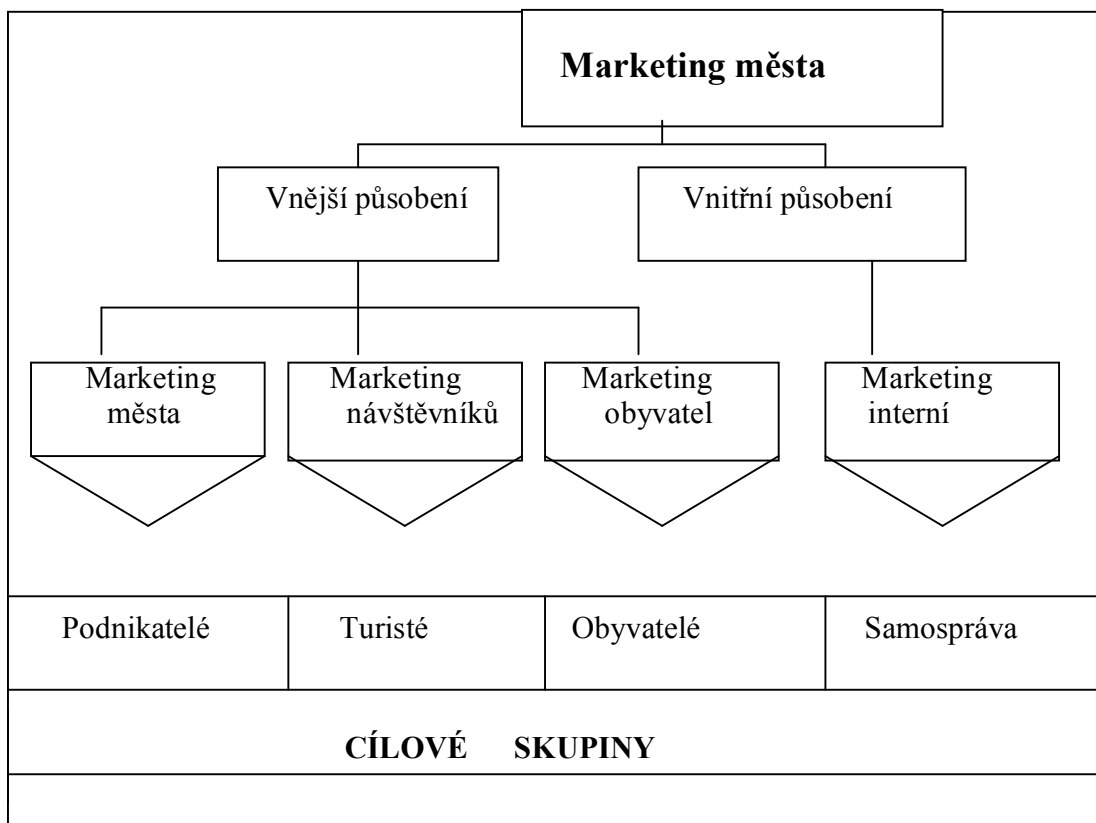 Marketing města
Vnější působení
Vnitřní působení
Marketing
města
Marketing
návštěvníků
Marketing
obyvatel
Marketing
interní
Podnikatelé
Turisté
Obyvatelé
Samospráva
CÍLOVÉ SKUPINY